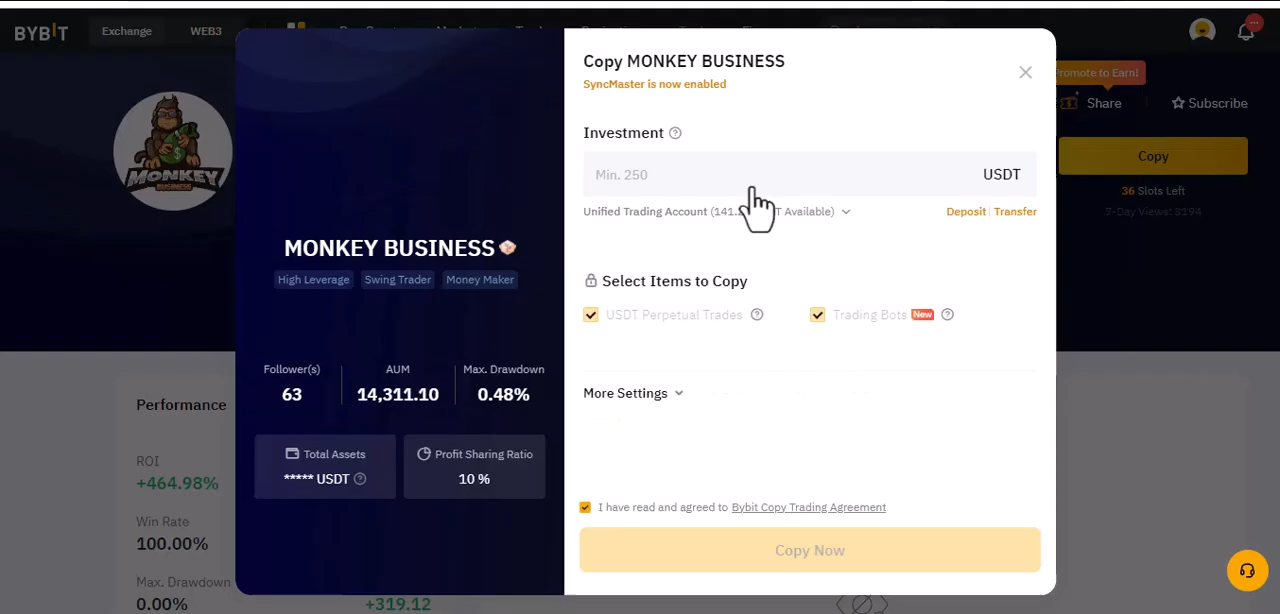 BYBIT
Exchange
WEB3
Promote to Earn!
Share
Subscribe
Copy
36 Slots Left
7-Day Views: 3194
MONKEY
BUSINESS
MONKEY BUSINESS
High Leverage
Swing Trader
Money Maker
Follower(s)
63
AUM
14,311.10
Max. Drawdown
0.48%
Total Assets
***** USDT
Profit Sharing Ratio
10 %
Copy MONKEY BUSINESS
SyncMaster is now enabled
Investment
Min. 250
USDT
Unified Trading Account (141. T Available)
Deposit | Transfer
Select Items to Copy
USDT Perpetual Trades
Trading Bots New
More Settings
I have read and agreed to Bybit Copy Trading Agreement
Copy Now
Performance
ROI
+464.98%
Win Rate
100.00%
Max. Drawdown
0.00%
+319.12